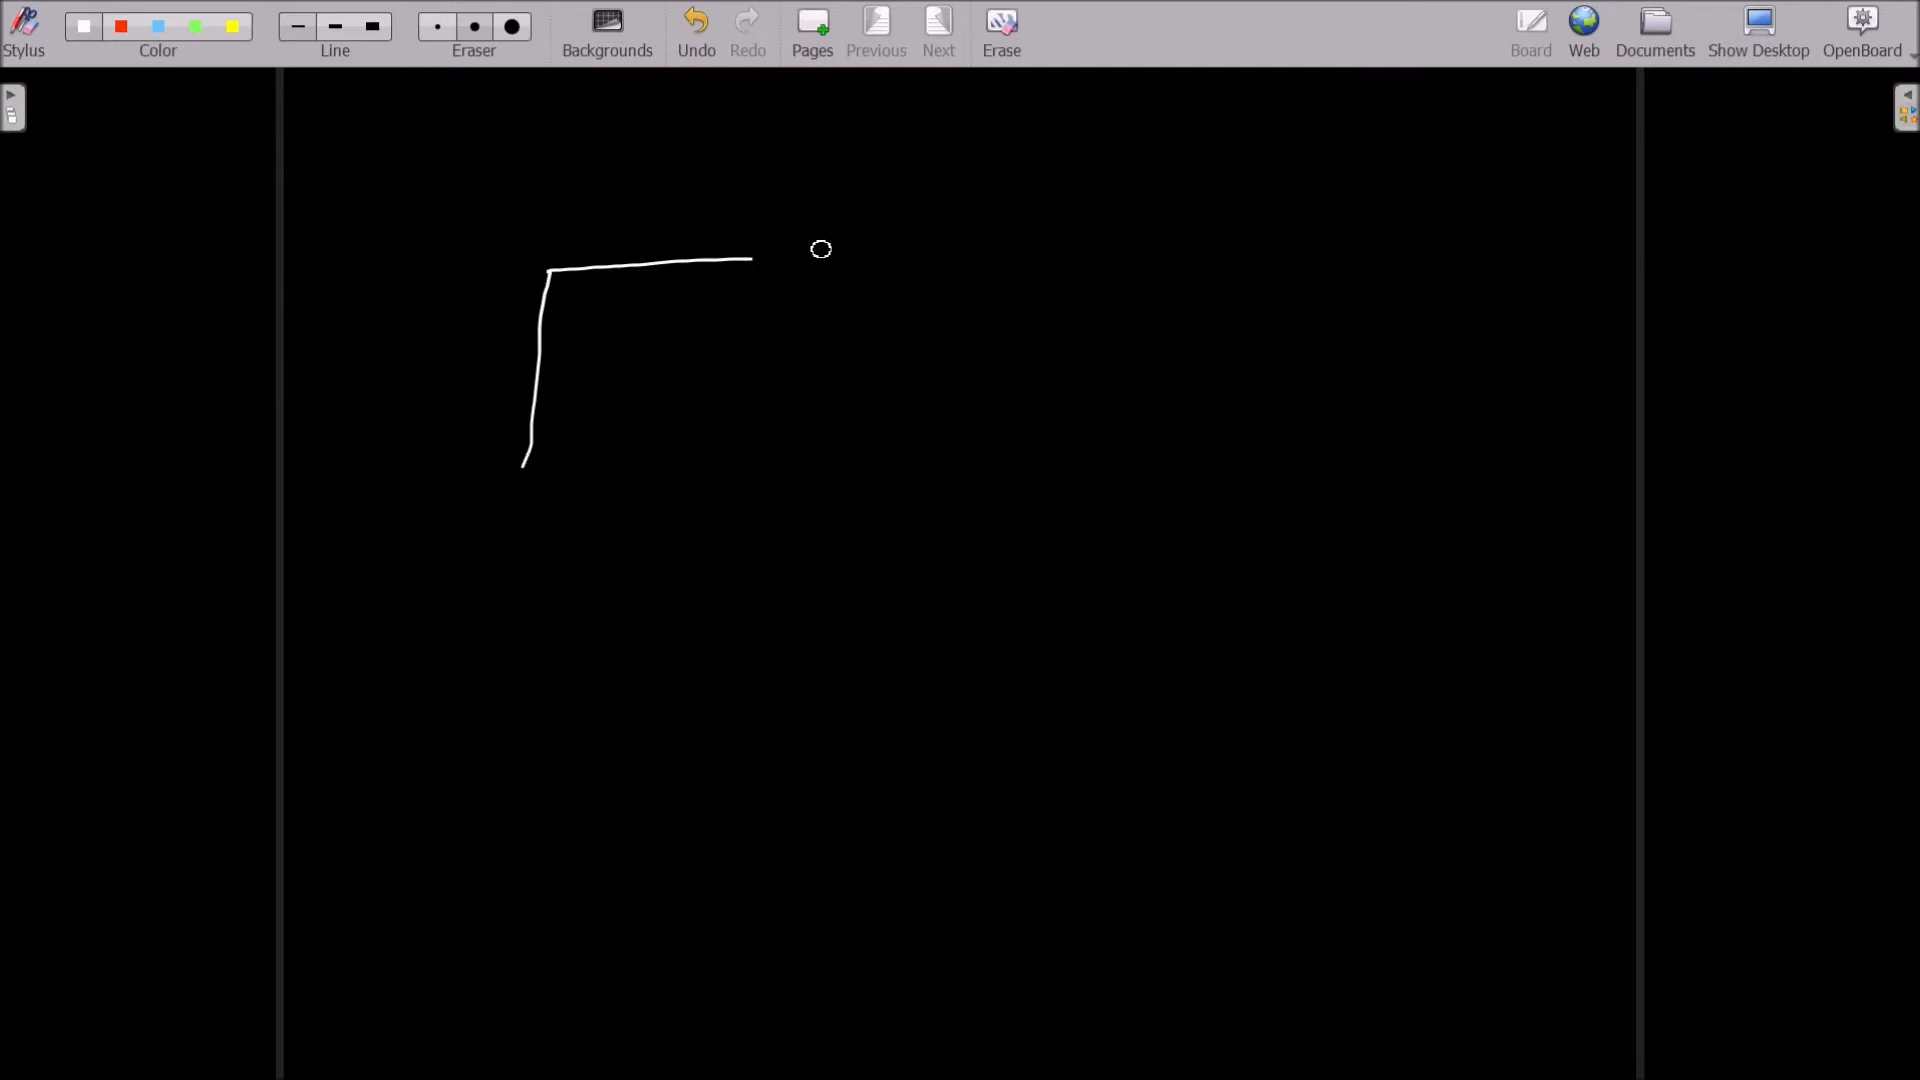 Stylus
Color
Line
Eraser
Backgrounds
Undo
Redo
Pages
Previous
Next
Erase
Board
Web
Documents
Show Desktop
OpenBoard